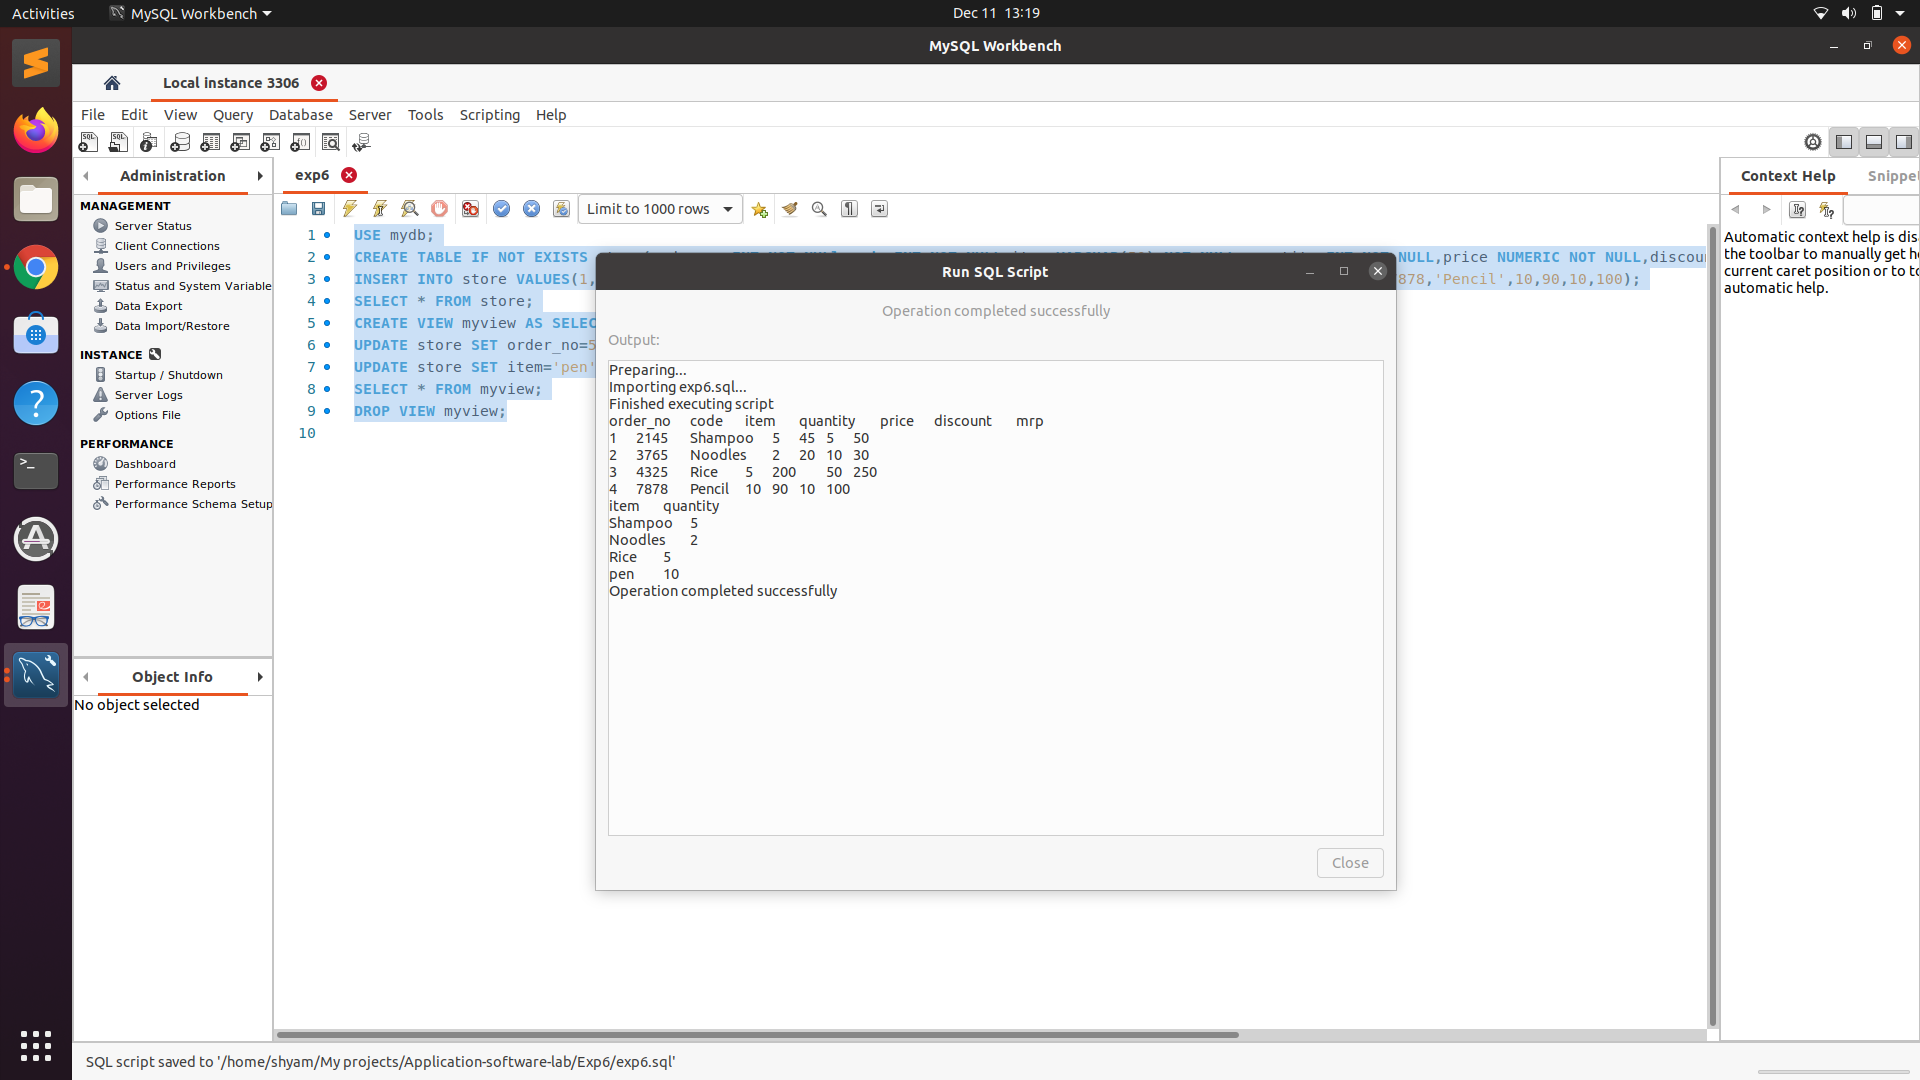 Activities MySQL Workbench Dec 11 13:19
MySQL Workbench
Local instance 3306
File Edit View Query Database Server Tools Scripting Help
Administration
exp6
Context Help Snippet
MANAGEMENT
Server Status
Client Connections
Users and Privileges
Status and System Variable
Data Export
Data Import/Restore
INSTANCE
Startup / Shutdown
Server Logs
Options File
PERFORMANCE
Dashboard
Performance Reports
Performance Schema Setup
Object Info
No object selected
Limit to 1000 rows
1 USE mydb;
2 CREATE TABLE IF NOT EXISTS NULL,price NUMERIC NOT NULL,discou
3 INSERT INTO store VALUES(1, 878,'Pencil',10,90,10,100);
4 SELECT * FROM store;
5 CREATE VIEW myview AS SELEC
6 UPDATE store SET order_no=5
7 UPDATE store SET item='pen'
8 SELECT * FROM myview;
9 DROP VIEW myview;
10
Run SQL Script
Operation completed successfully
Output:
Preparing...
Importing exp6.sql...
Finished executing script
order_no code item quantity price discount mrp
1 2145 Shampoo 5 45 5 50
2 3765 Noodles 2 20 10 30
3 4325 Rice 5 200 50 250
4 7878 Pencil 10 90 10 100
item quantity
Shampoo 5
Noodles 2
Rice 5
pen 10
Operation completed successfully
Close
Automatic context help is dis
the toolbar to manually get he
current caret position or to to
automatic help.
SQL script saved to '/home/shyam/My projects/Application-software-lab/Exp6/exp6.sql'